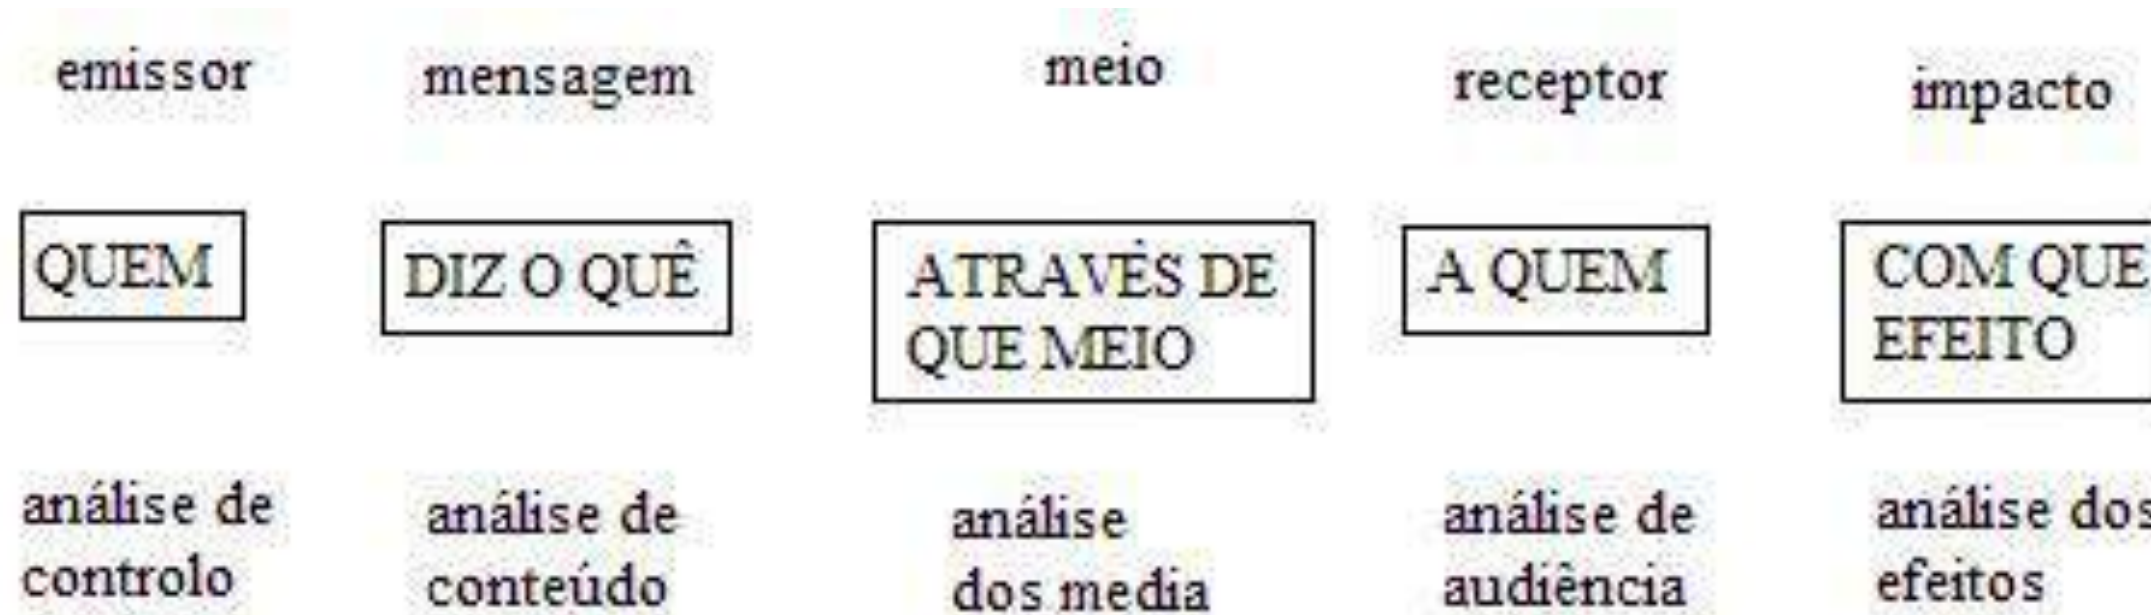 emissor
mensagem
meio
receptor
impacto
QUEM
DIZ O QUÊ
ATRAVÉS DE
QUE MEIO
A QUEM
COM QUE
EFEITO
análise de
controlo
análise de
conteúdo
análise
dos media
análise de
audiência
análise dos
efeitos